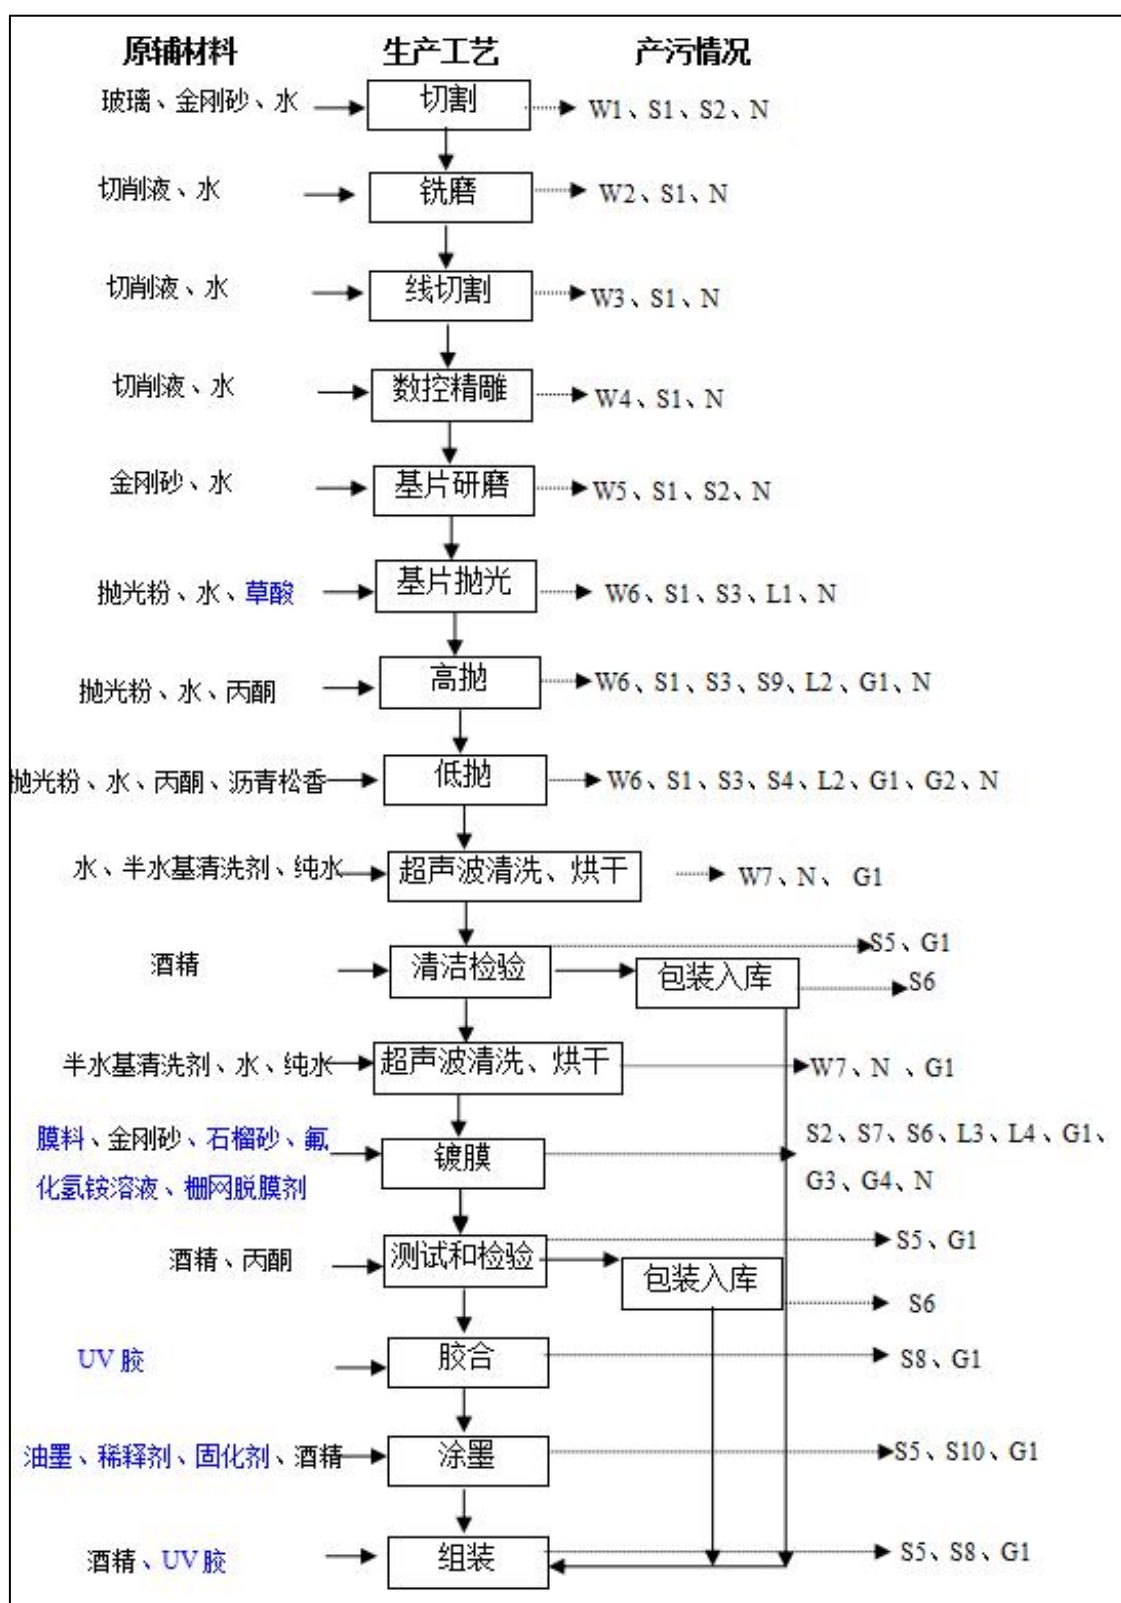 原辅材料 生产工艺 产污情况
玻璃、金刚砂、水 切割 W1、S1、S2、N
切削液、水 铣磨 W2、S1、N
切削液、水 线切割 W3、S1、N
切削液、水 数控精雕 W4、S1、N
金刚砂、水 基片研磨 W5、S1、S2、N
抛光粉、水、草酸 基片抛光 W6、S1、S3、L1、N
抛光粉、水、丙酮 高抛 W6、S1、S3、S9、L2、G1、N
抛光粉、水、丙酮、沥青松香 低抛 W6、S1、S3、S4、L2、G1、G2、N
水、半水基清洗剂、纯水 超声波清洗、烘干 W7、N、 G1
酒精 清洁检验 S5、G1
包装入库 S6
半水基清洗剂、水、纯水 超声波清洗、烘干 W7、N 、G1
膜料、金刚砂、石榴砂、氟
化氢铵溶液、栅网脱膜剂
镀膜
S2、S7、S6、L3、L4、G1、
G3、G4、N
酒精、丙酮 测试和检验 S5、G1
包装入库 S6
UV 胶 胶合 S8、G1
油墨、稀释剂、固化剂、酒精 涂墨 S5、S10、G1
酒精、UV 胶 组装 S5、S8、G1